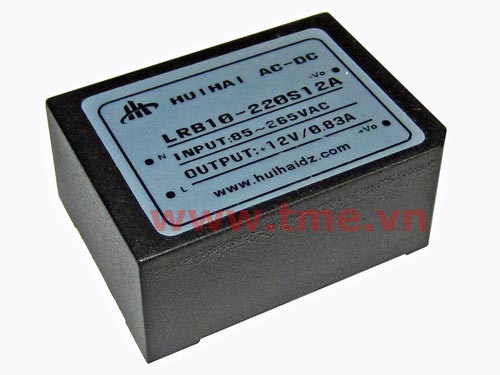 HUIHAI AC-DC
-Vo
LRB10-220S12A
N INPUT:85~265VAC
OUTPUT:+12V/0.83A
+Vo
L
www.huihaidz.com
www.tme.vn